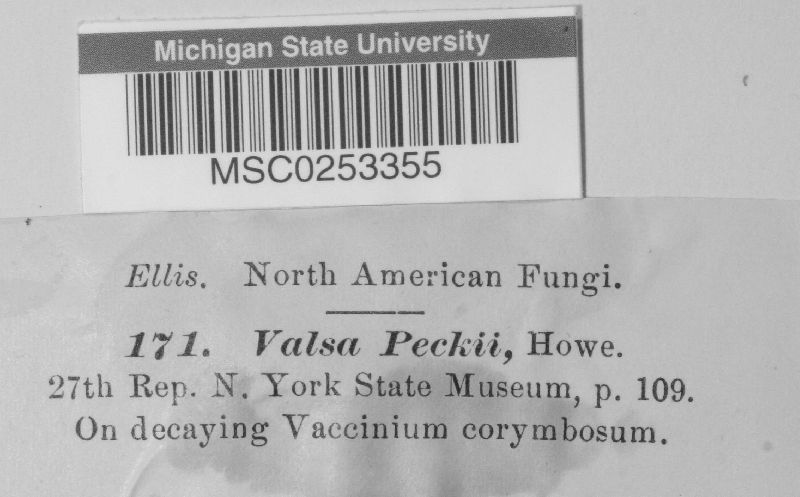 Michigan State University
MSC0253355
Ellis. North American Fungi.
171. Valsa Peckii, Howe.
27th Rep. N. York State Museum, p. 109.
On decaying Vaccinium corymbosum.